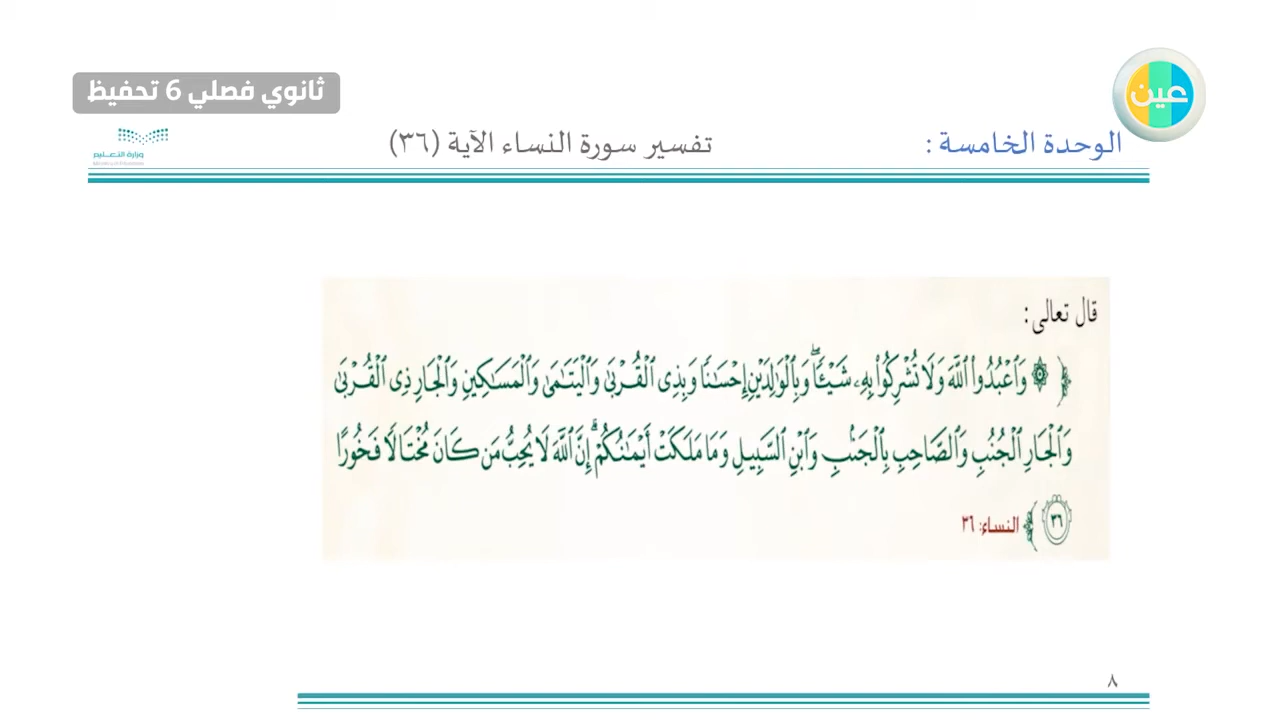 ثانوي فصلي 6 تحفيظ
عين
وزارة التعليم
الوحدة الخامسة : تفسير سورة النساء الآية (٣٦)
قال تعالى:
﴿ ۞ وَٱعْبُدُواْ ٱللَّهَ وَلَا تُشْرِكُواْ بِهِۦ شَيْـًٔاۖ وَبِٱلْوَٰلِدَيْنِ إِحْسَٰنًا وَبِذِى ٱلْقُرْبَىٰ وَٱلْيَتَٰمَىٰ وَٱلْمَسَٰكِينِ وَٱلْجَارِ ذِى ٱلْقُرْبَىٰ
وَٱلْجَارِ ٱلْجُنُبِ وَٱلصَّاحِبِ بِٱلْجَنۢبِ وَٱبْنِ ٱلسَّبِيلِ وَمَا مَلَكَتْ أَيْمَٰنُكُمْۗ إِنَّ ٱللَّهَ لَا يُحِبُّ مَن كَانَ مُخْتَالًا فَخُورًا
٣٦ ﴾ النساء: ٣٦
٨